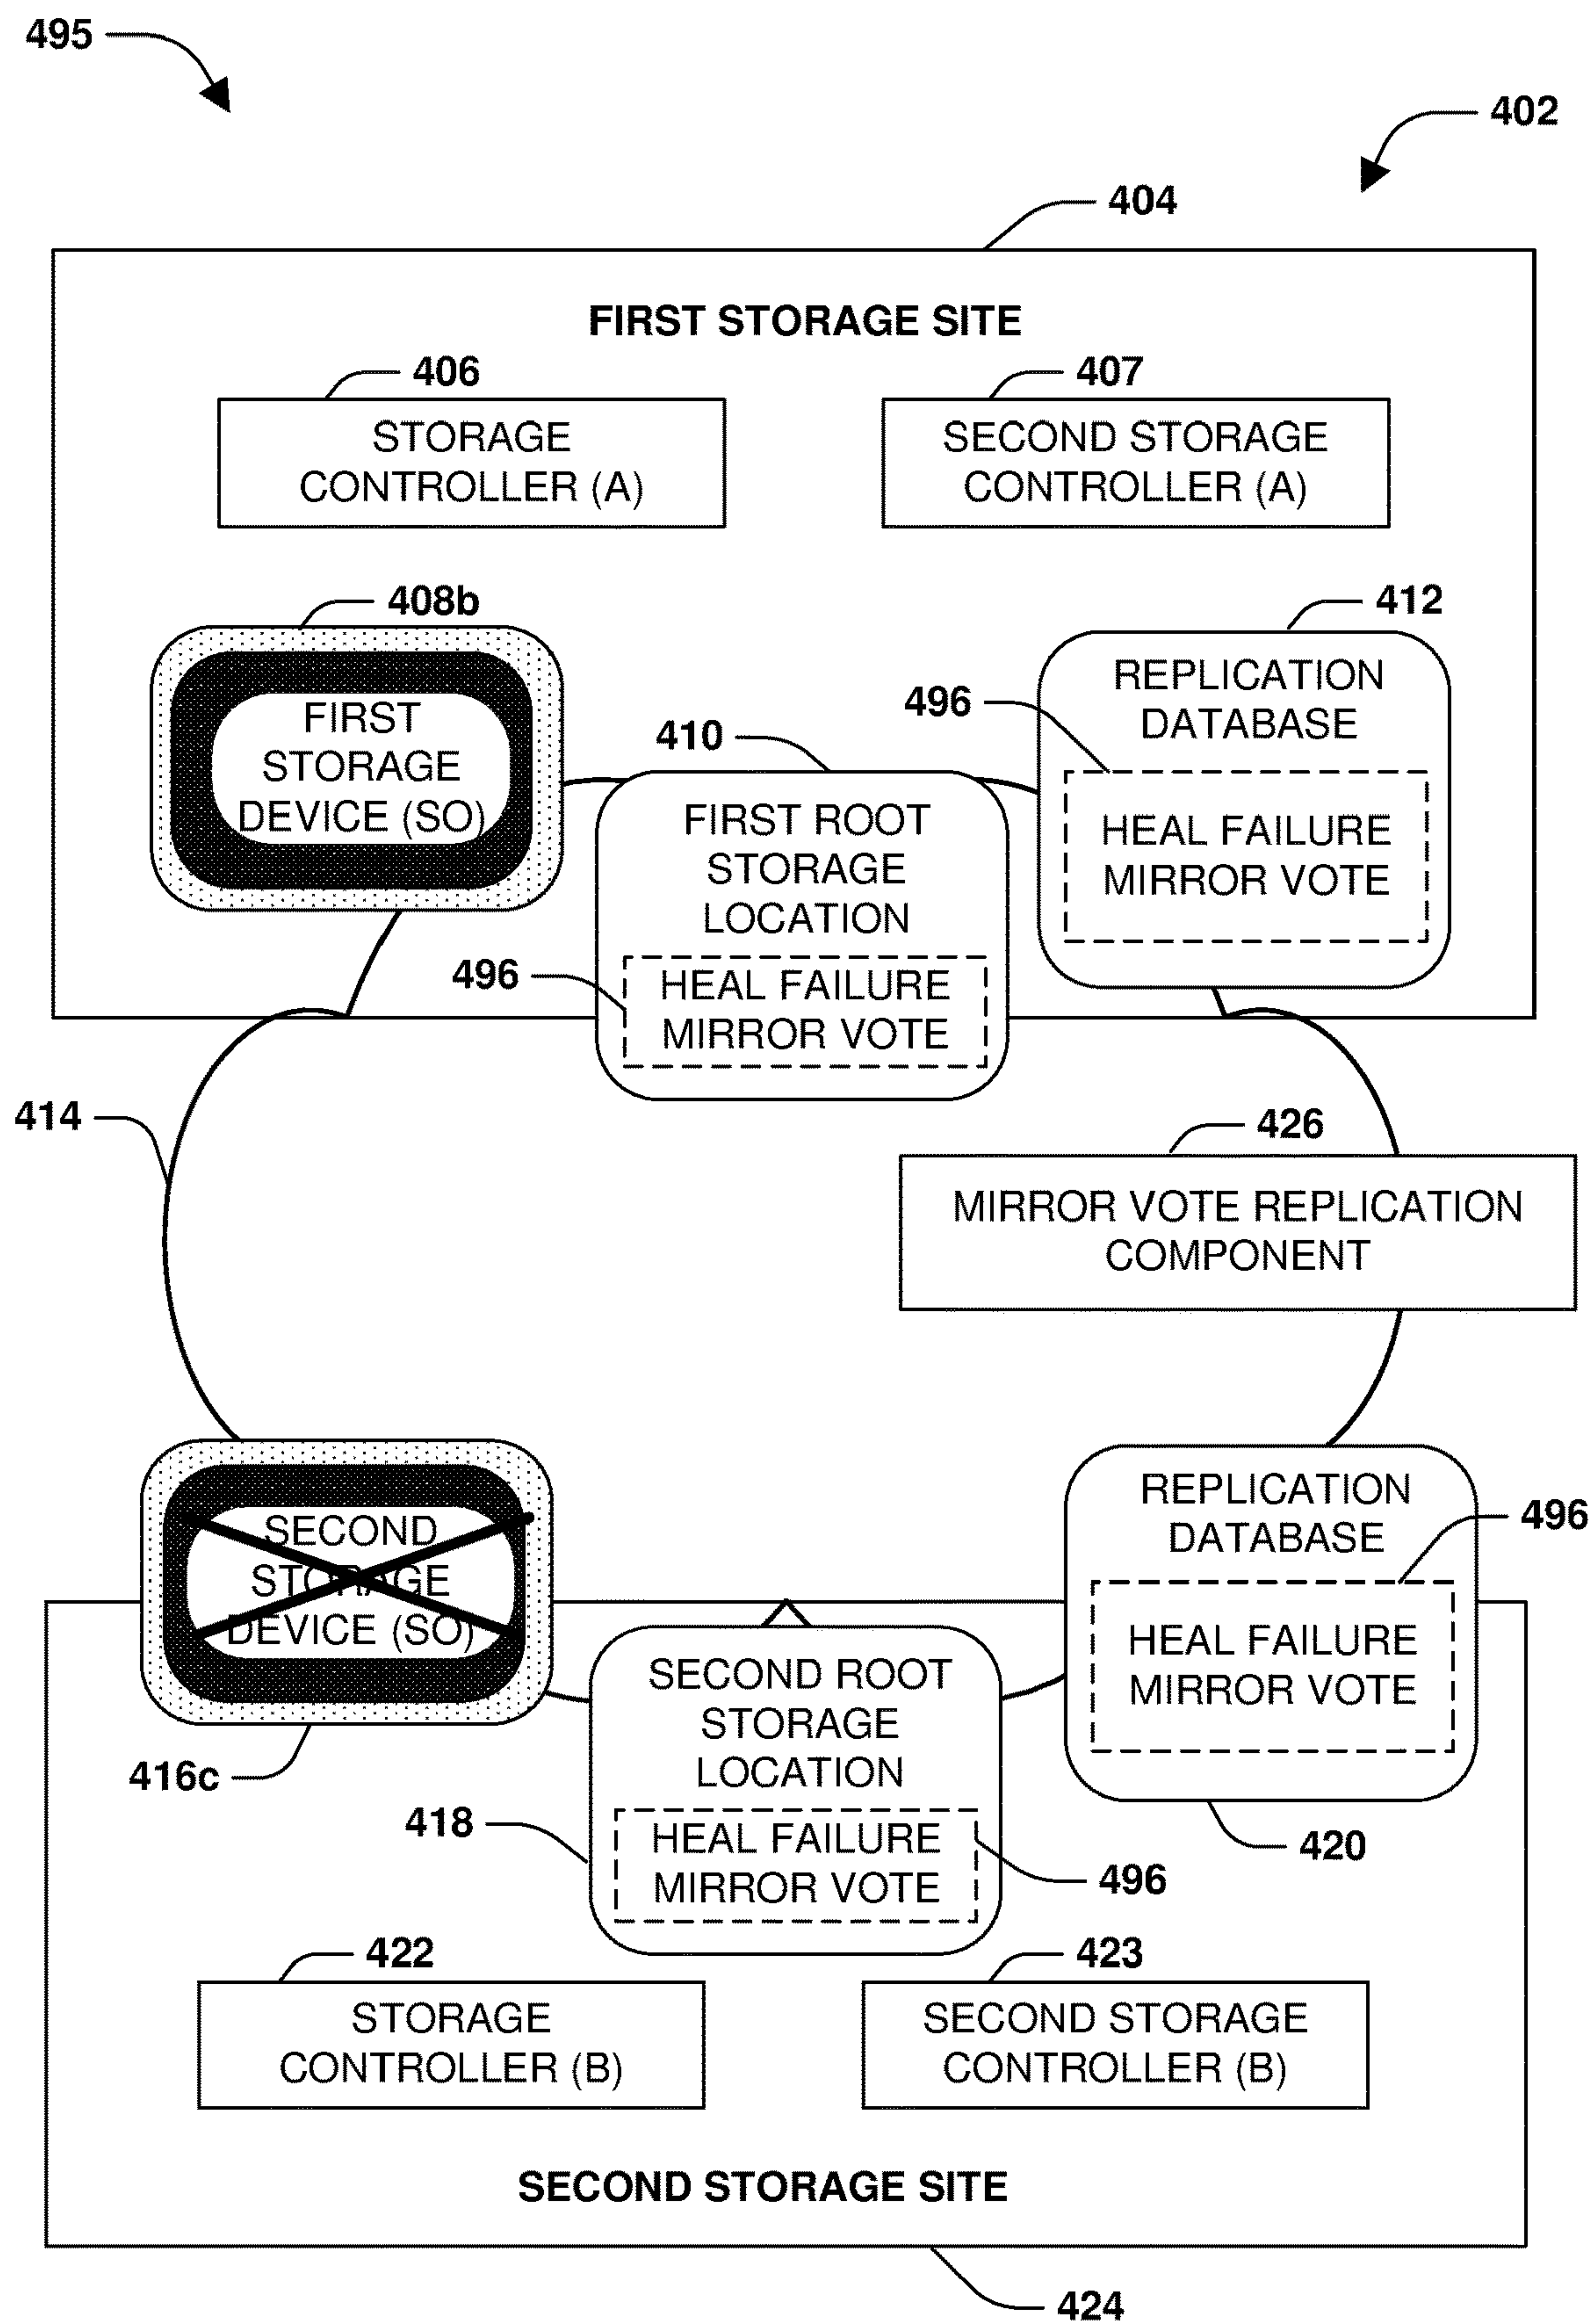 495
402
404
FIRST STORAGE SITE
406
407
STORAGE
CONTROLLER (A)
SECOND STORAGE
CONTROLLER (A)
408b
412
FIRST
STORAGE
DEVICE (SO)
REPLICATION
DATABASE
496
410
HEAL FAILURE
MIRROR VOTE
FIRST ROOT
STORAGE
LOCATION
496
HEAL FAILURE
MIRROR VOTE
414
426
MIRROR VOTE REPLICATION
COMPONENT
SECOND
STORAGE
DEVICE (SO)
REPLICATION
DATABASE
496
HEAL FAILURE
MIRROR VOTE
416c
SECOND ROOT
STORAGE
LOCATION
418
HEAL FAILURE
MIRROR VOTE
496
420
422
423
STORAGE
CONTROLLER (B)
SECOND STORAGE
CONTROLLER (B)
SECOND STORAGE SITE
424